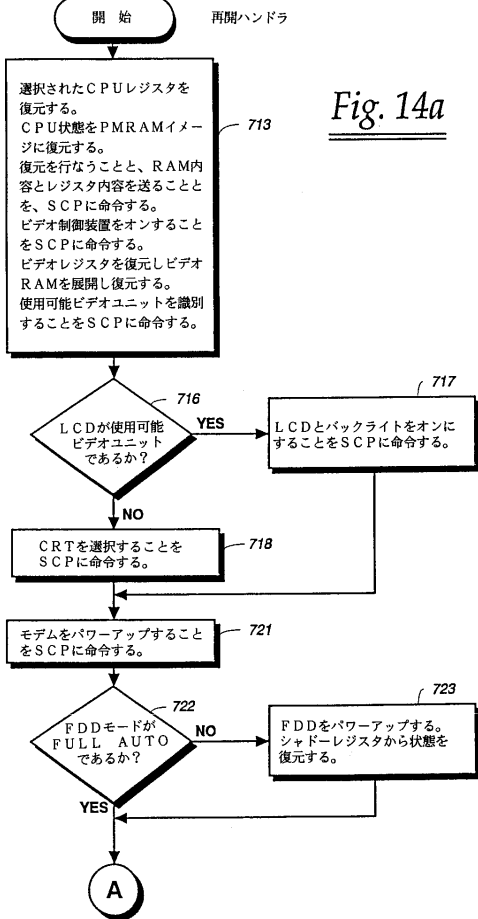 開 始
再開ハンドラ
Fig. 14a
選択されたCPUレジスタを
復元する。
CPU状態をPMRAMイメー
ジに復元する。
復元を行なうことと、RAM内
容とレジスタ内容を送ることと
を、SCPに命令する。
ビデオ制御装置をオンすること
をSCPに命令する。
ビデオレジスタを復元しビデオ
RAMを展開し復元する。
使用可能ビデオユニットを識別
することをSCPに命令する。
713
LCDが使用可能
ビデオユニット
であるか？
716
YES
717
LCDとバックライトをオンに
することをSCPに命令する。
NO
CRTを選択することを
SCPに命令する。
718
モデムをパワーアップすること
をSCPに命令する。
721
722
FDDモードが
FULL AUTO
であるか？
NO
723
FDDをパワーアップする。
シャドーレジスタから状態を
復元する。
YES
A